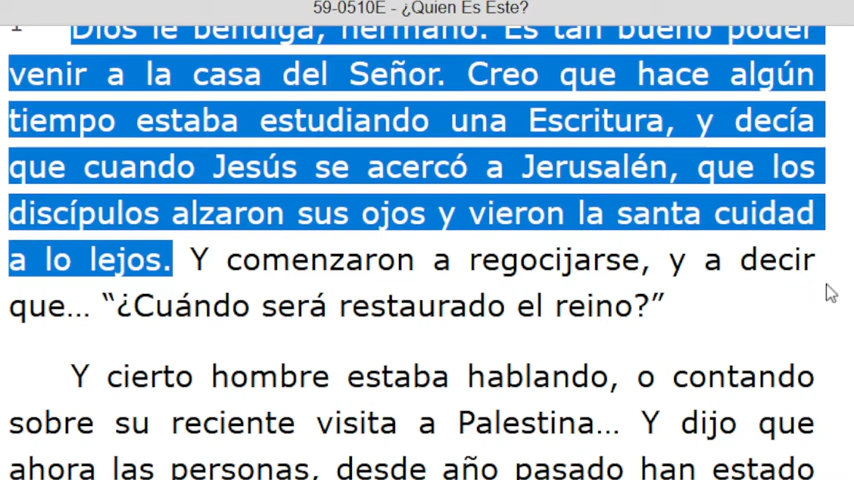 59-0510E - ¿Quien Es Este?
1 Dios le bendiga, hermano. Es tan bueno poder
venir a la casa del Señor. Creo que hace algún
tiempo estaba estudiando una Escritura, y decía
que cuando Jesús se acercó a Jerusalén, que los
discípulos alzaron sus ojos y vieron la santa cuidad
a lo lejos. Y comenzaron a regocijarse, y a decir
que... “¿Cuándo será restaurado el reino?”
Y cierto hombre estaba hablando, o contando
sobre su reciente visita a Palestina... Y dijo que
ahora las personas, desde año pasado han estado